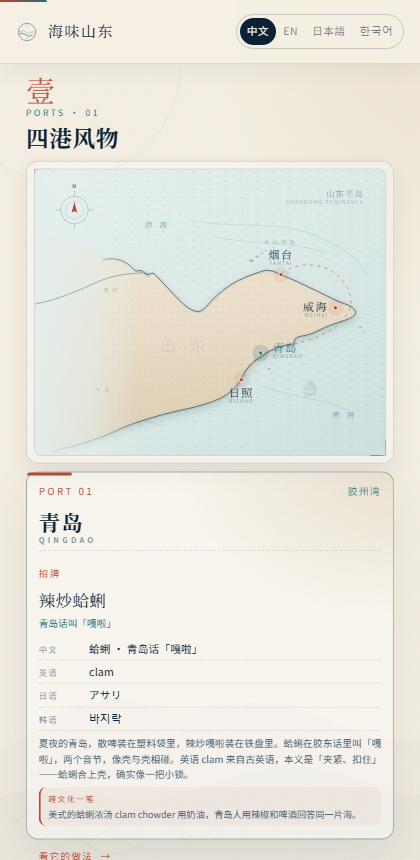 海味山东
中文 EN 日本語 한국어
壹
PORTS · 01
四港风物
N
山东半岛
SHANDONG PENINSULA
渤 海
烟台
YANTAI
威海
WEIHAI
山 东
青岛
QINGDAO
日照
RIZHAO
黄 海
PORT 01 胶州湾
青岛
QINGDAO
招牌
辣炒蛤蜊
青岛话叫「嘎啦」
中文 蛤蜊 · 青岛话「嘎啦」
英语 clam
日语 アサリ
韩语 바지락
夏夜的青岛，散啤装在塑料袋里，辣炒嘎啦装在铁盘里。蛤蜊在胶东话里叫「嘎
啦」，两个音节，像壳与壳相碰。英语 clam 来自古英语，本义是「夹紧、扣住」
——蛤蜊合上壳，确实像一把小锁。
跨文化一笔
美式的蛤蜊浓汤 clam chowder 用奶油，青岛人用辣椒和啤酒回答同一片海。
看它的做法 →